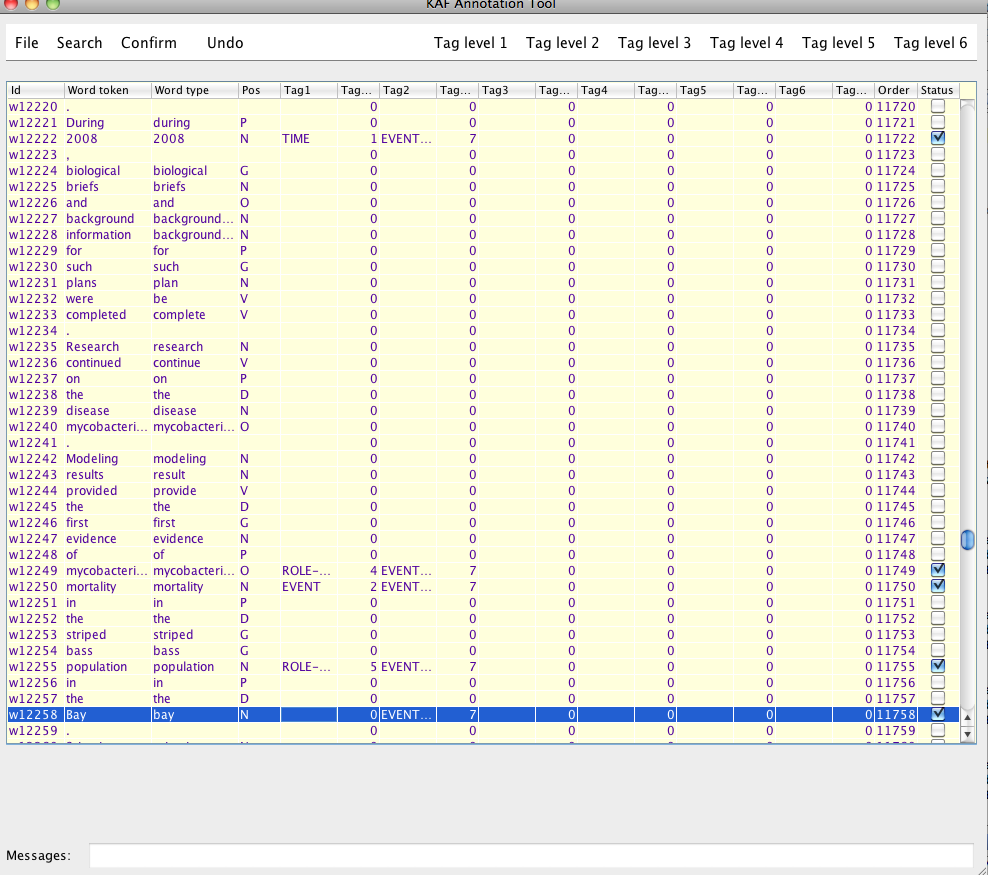 KAF Annotation Tool
File Search Confirm Undo Tag level 1 Tag level 2 Tag level 3 Tag level 4 Tag level 5 Tag level 6
Id Word token Word type Pos Tag1 Tag... Tag2 Tag... Tag3 Tag... Tag4 Tag... Tag5 Tag... Tag6 Tag... Order Status
w12220 . 0 0 0 0 0 0 11720
w12221 During during P 0 0 0 0 0 0 11721
w12222 2008 2008 N TIME 1 EVENT... 7 0 0 0 0 11722
w12223 , 0 0 0 0 0 0 11723
w12224 biological biological G 0 0 0 0 0 0 11724
w12225 briefs briefs N 0 0 0 0 0 0 11725
w12226 and and O 0 0 0 0 0 0 11726
w12227 background background... N 0 0 0 0 0 0 11727
w12228 information background... N 0 0 0 0 0 0 11728
w12229 for for P 0 0 0 0 0 0 11729
w12230 such such G 0 0 0 0 0 0 11730
w12231 plans plan N 0 0 0 0 0 0 11731
w12232 were be V 0 0 0 0 0 0 11732
w12233 completed complete V 0 0 0 0 0 0 11733
w12234 . 0 0 0 0 0 0 11734
w12235 Research research N 0 0 0 0 0 0 11735
w12236 continued continue V 0 0 0 0 0 0 11736
w12237 on on P 0 0 0 0 0 0 11737
w12238 the the D 0 0 0 0 0 0 11738
w12239 disease disease N 0 0 0 0 0 0 11739
w12240 mycobacteri... mycobacteri... O 0 0 0 0 0 0 11740
w12241 . 0 0 0 0 0 0 11741
w12242 Modeling modeling N 0 0 0 0 0 0 11742
w12243 results result N 0 0 0 0 0 0 11743
w12244 provided provide V 0 0 0 0 0 0 11744
w12245 the the D 0 0 0 0 0 0 11745
w12246 first first G 0 0 0 0 0 0 11746
w12247 evidence evidence N 0 0 0 0 0 0 11747
w12248 of of P 0 0 0 0 0 0 11748
w12249 mycobacteri... mycobacteri... O ROLE-... 4 EVENT... 7 0 0 0 0 11749
w12250 mortality mortality N EVENT 2 EVENT... 7 0 0 0 0 11750
w12251 in in P 0 0 0 0 0 0 11751
w12252 the the D 0 0 0 0 0 0 11752
w12253 striped striped G 0 0 0 0 0 0 11753
w12254 bass bass G 0 0 0 0 0 0 11754
w12255 population population N ROLE-... 5 EVENT... 7 0 0 0 0 11755
w12256 in in P 0 0 0 0 0 0 11756
w12257 the the D 0 0 0 0 0 0 11757
w12258 Bay bay N 0 EVENT... 7 0 0 0 0 11758
w12259 . 0 0 0 0 0 0 11759
Messages: